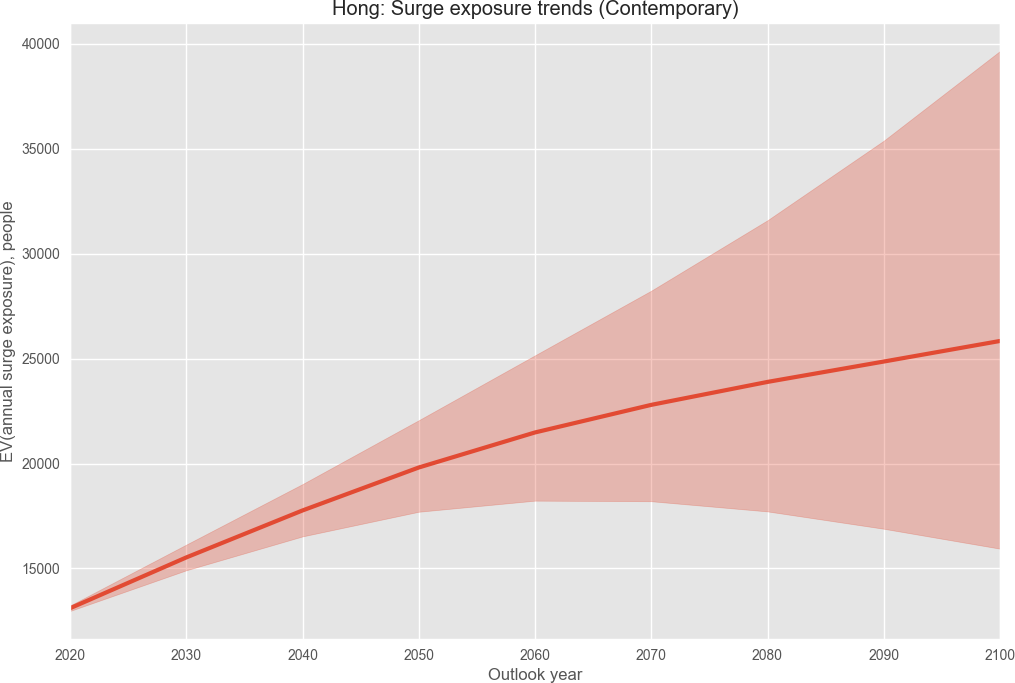 Hong: Surge exposure trends (Contemporary)
EV(annual surge exposure), people
40000
35000
30000
25000
20000
15000
2020 2030 2040 2050 2060 2070 2080 2090 2100
Outlook year